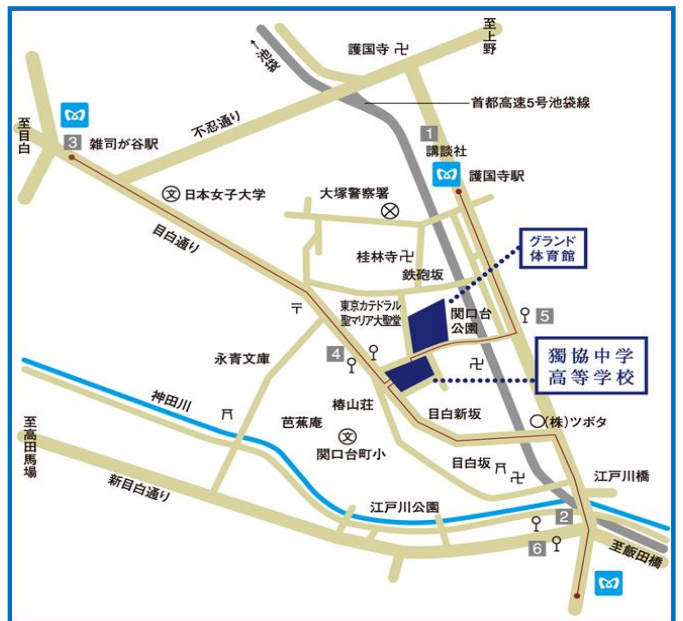 至上野
護国寺 卍
←池袋
首都高速5号池袋線
至目白
不忍通り
1
講談社
3 雑司が谷駅
護国寺駅
文 日本女子大学
大塚警察署
目白通り
グランド
体育館
桂林寺卍
鉄砲坂
〒
東京カテドラル
聖マリア大聖堂
関口台
公園
5
4
永青文庫
卍
獨協中学
高等学校
神田川
椿山荘
芭蕉庵
目白新坂
(株)ツボタ
至高田馬場
文
関口台町小
目白坂
卍
江戸川橋
新目白通り
江戸川公園
2
6
至飯田橋